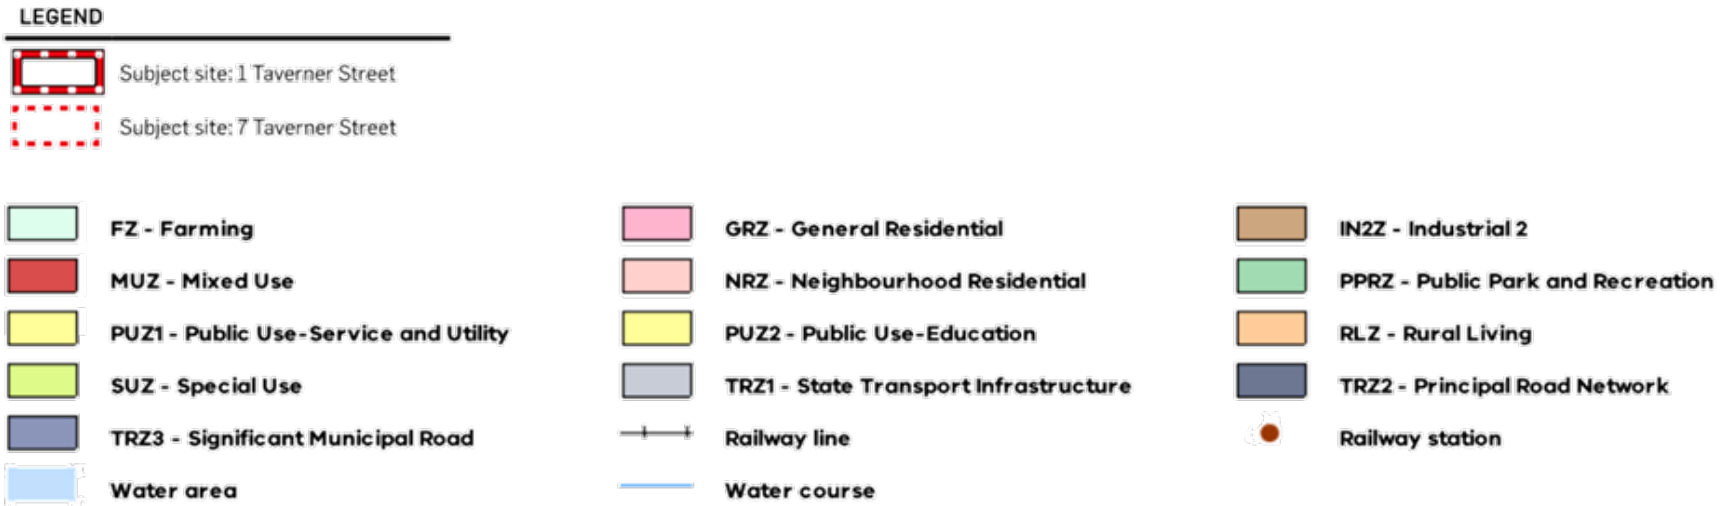 LEGEND
Subject site: 1 Taverner Street
Subject site: 7 Taverner Street
FZ - Farming
GRZ - General Residential
IN2Z - Industrial 2
MUZ - Mixed Use
NRZ - Neighbourhood Residential
PPRZ - Public Park and Recreation
PUZ1 - Public Use-Service and Utility
PUZ2 - Public Use-Education
RLZ - Rural Living
SUZ - Special Use
TRZ1 - State Transport Infrastructure
TRZ2 - Principal Road Network
TRZ3 - Significant Municipal Road
Railway line
Railway station
Water area
Water course